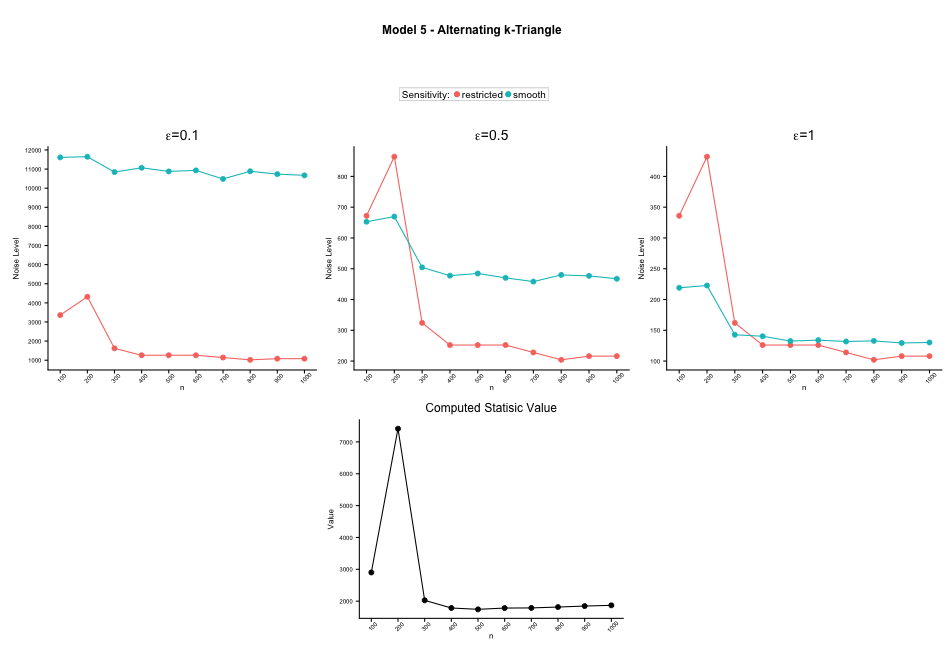 Model 5 - Alternating k-Triangle
Sensitivity: restricted smooth
ε=0.1
12000
11000
10000
9000
8000
7000
6000
5000
4000
3000
2000
1000
Noise Level
100 200 300 400 500 600 700 800 900 1000
n
ε=0.5
800
700
600
500
400
300
200
Noise Level
100 200 300 400 500 600 700 800 900 1000
n
ε=1
400
350
300
250
200
150
100
Noise Level
100 200 300 400 500 600 700 800 900 1000
n
Computed Statisic Value
7000
6000
5000
4000
3000
2000
Value
100 200 300 400 500 600 700 800 900 1000
n